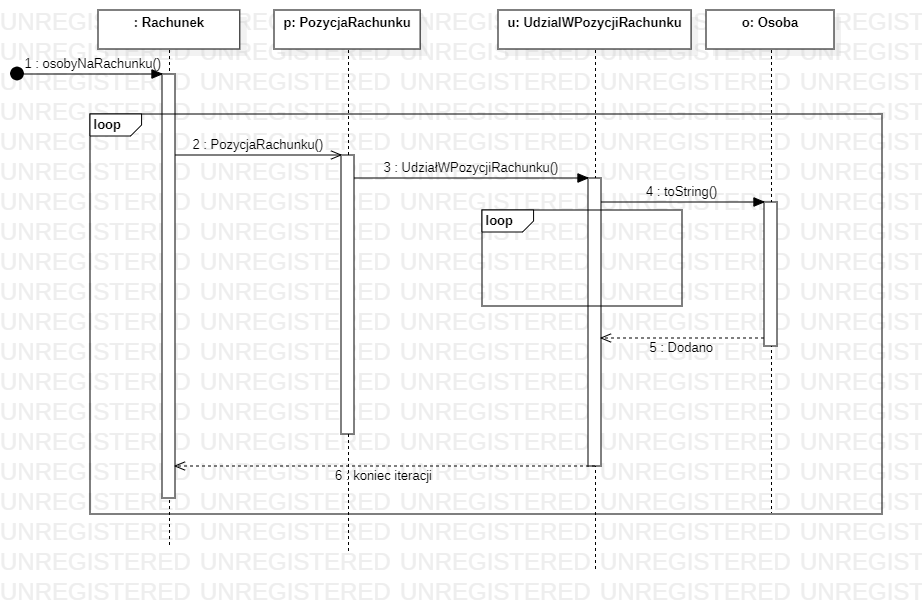 : Rachunek
p: PozycjaRachunku
u: UdzialWPozycjiRachunku
o: Osoba
1 : osobyNaRachunku()
loop
2 : PozycjaRachunku()
3 : UdziałWPozycjiRachunku()
4 : toString()
loop
5 : Dodano
6 : koniec iteracji
UNREGISTERED UNREGISTERED UNREGISTERED UNREGISTERED UNREGIST